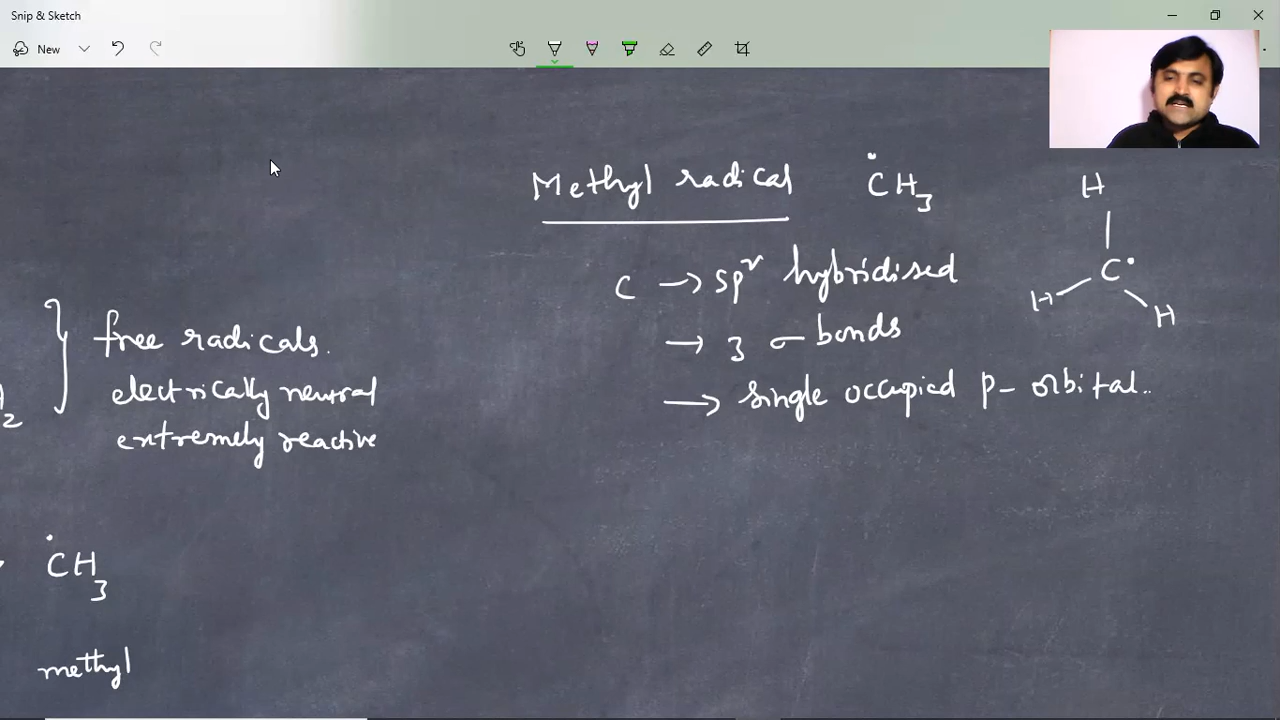 Snip & Sketch
New
Methyl radical ĊH₃
H
C → sp² hybridised
C•
H
H
→ 3 σ bonds
→ single occupied p-orbital..
} free radicals.
electrically neutral
extremely reactive
2
ĊH₃
methyl